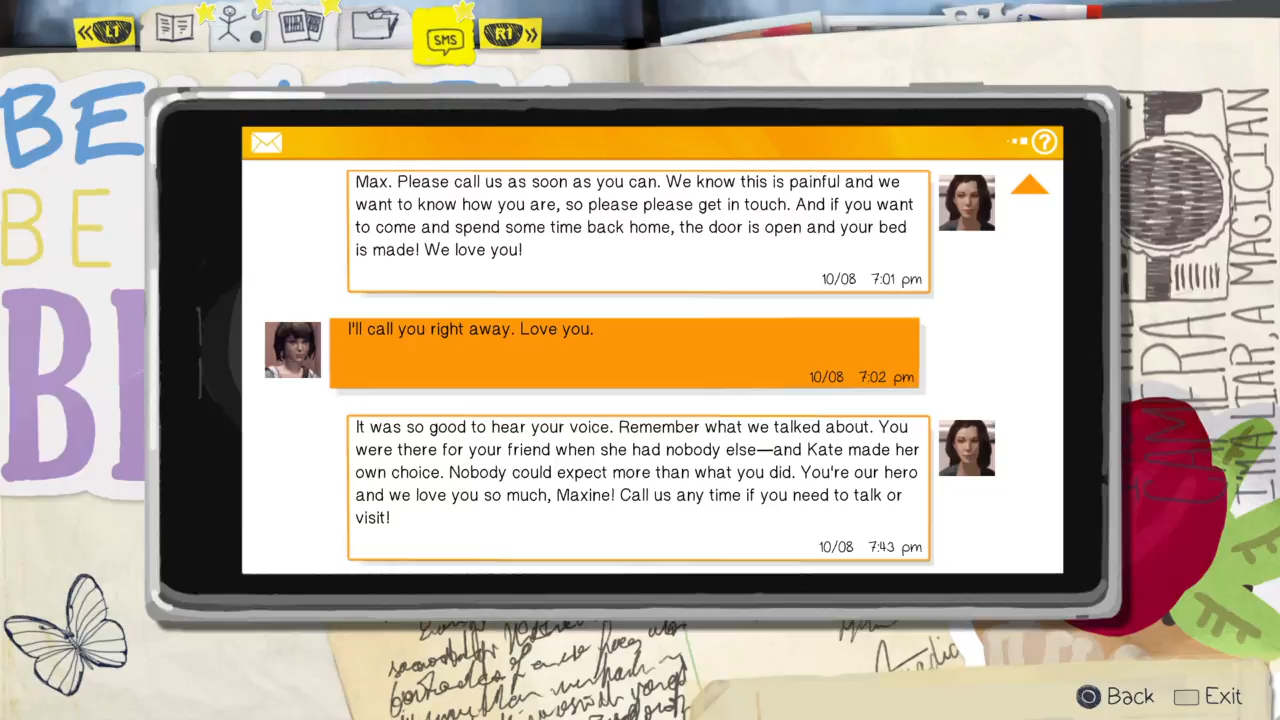 L1
SMS
R1
BE
BE
Max. Please call us as soon as you can. We know this is painful and we
want to know how you are, so please please get in touch. And if you want
to come and spend some time back home, the door is open and your bed
is made! We love you!
10/08 7:01 pm
I'll call you right away. Love you.
10/08 7:02 pm
It was so good to hear your voice. Remember what we talked about. You
were there for your friend when she had nobody else—and Kate made her
own choice. Nobody could expect more than what you did. You're our hero
and we love you so much, Maxine! Call us any time if you need to talk or
visit!
10/08 7:43 pm
CAMERA
LIAR, A MAGICIAN
Back
Exit